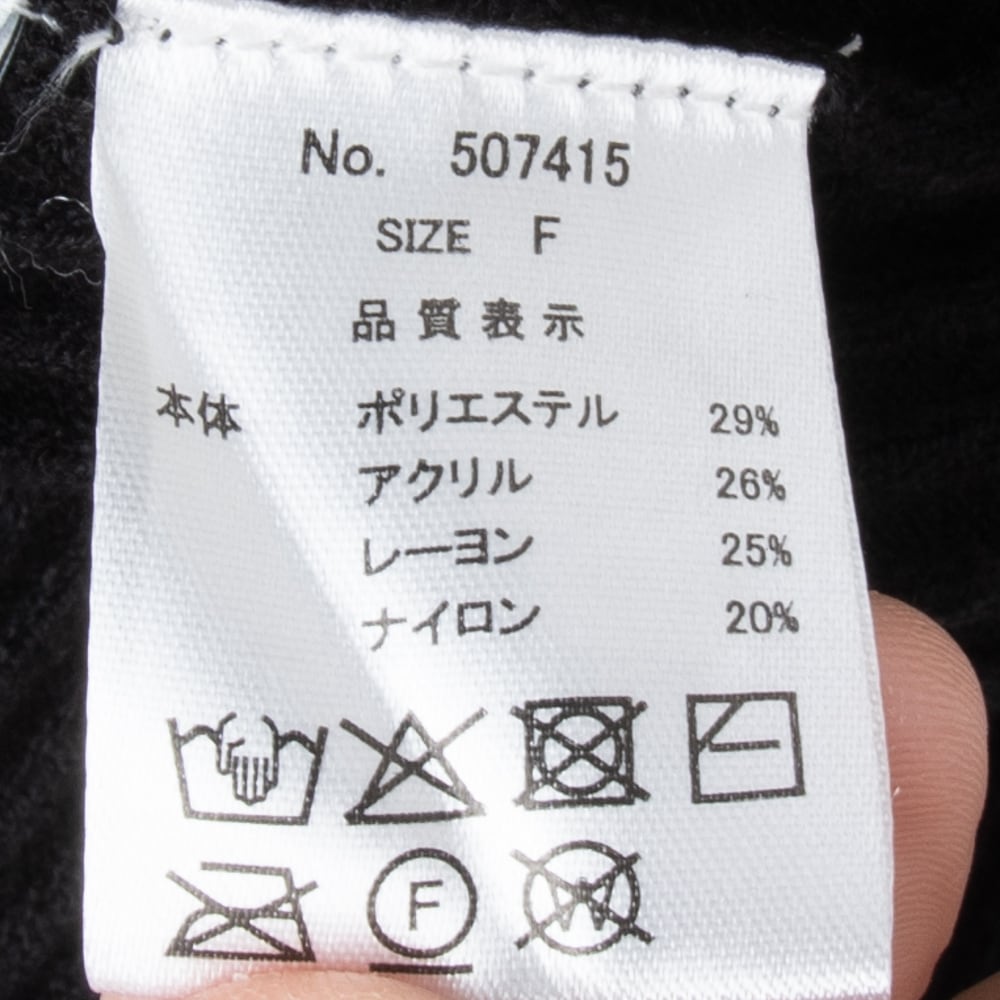 No. 507415
SIZE F
品質表示
本体 ポリエステル 29%
アクリル 26%
レーヨン 25%
ナイロン 20%
F
W